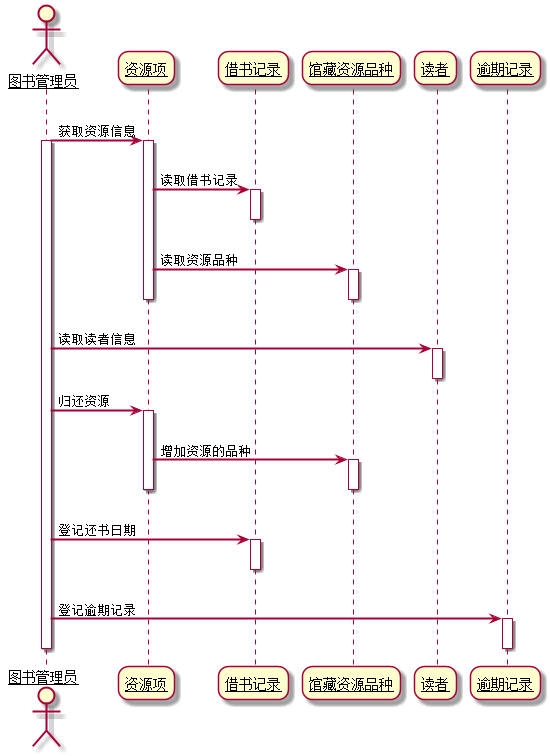 图书管理员
资源项
借书记录
馆藏资源品种
读者
逾期记录
获取资源信息
读取借书记录
读取资源品种
读取读者信息
归还资源
增加资源的品种
登记还书日期
登记逾期记录
图书管理员
资源项
借书记录
馆藏资源品种
读者
逾期记录